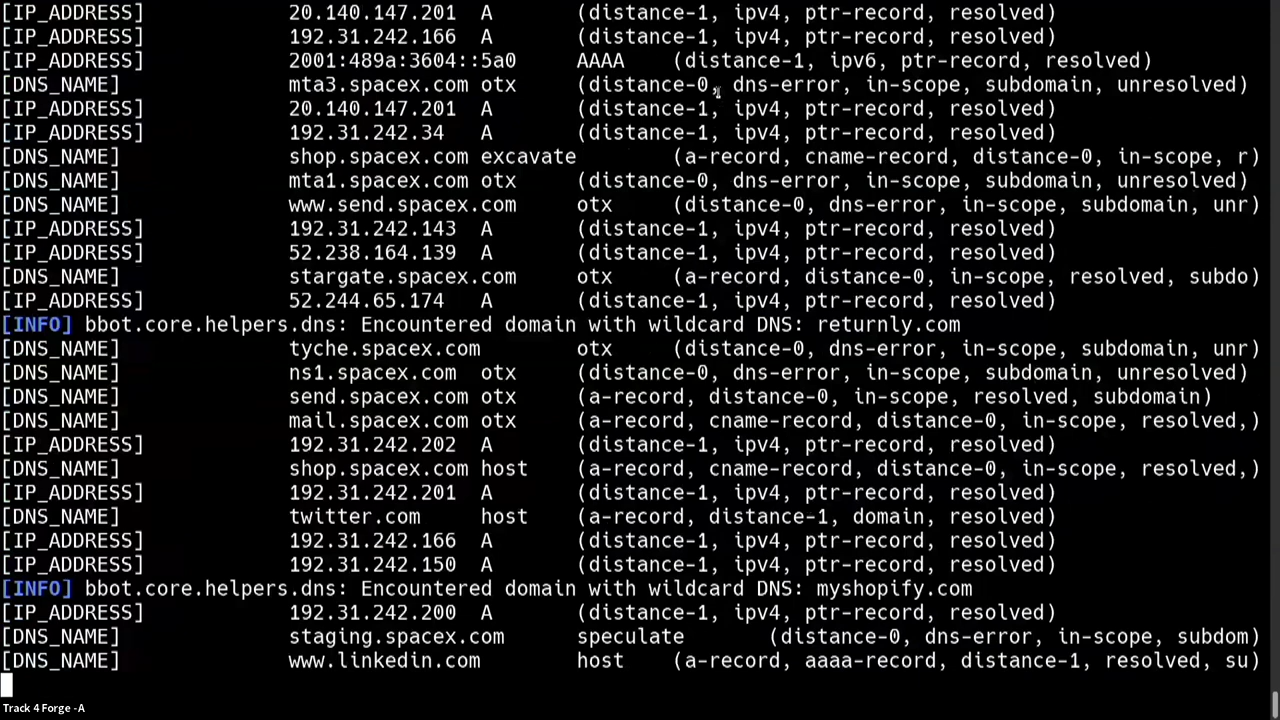 [IP_ADDRESS] 20.140.147.201 A (distance-1, ipv4, ptr-record, resolved)
[IP_ADDRESS] 192.31.242.166 A (distance-1, ipv4, ptr-record, resolved)
[IP_ADDRESS] 2001:489a:3604::5a0 AAAA (distance-1, ipv6, ptr-record, resolved)
[DNS_NAME] mta3.spacex.com otx (distance-0, dns-error, in-scope, subdomain, unresolved)
[IP_ADDRESS] 20.140.147.201 A (distance-1, ipv4, ptr-record, resolved)
[IP_ADDRESS] 192.31.242.34 A (distance-1, ipv4, ptr-record, resolved)
[DNS_NAME] shop.spacex.com excavate (a-record, cname-record, distance-0, in-scope, r)
[DNS_NAME] mta1.spacex.com otx (distance-0, dns-error, in-scope, subdomain, unresolved)
[DNS_NAME] www.send.spacex.com otx (distance-0, dns-error, in-scope, subdomain, unr)
[IP_ADDRESS] 192.31.242.143 A (distance-1, ipv4, ptr-record, resolved)
[IP_ADDRESS] 52.238.164.139 A (distance-1, ipv4, ptr-record, resolved)
[DNS_NAME] stargate.spacex.com otx (a-record, distance-0, in-scope, resolved, subdo)
[IP_ADDRESS] 52.244.65.174 A (distance-1, ipv4, ptr-record, resolved)
[INFO] bbot.core.helpers.dns: Encountered domain with wildcard DNS: returnly.com
[DNS_NAME] tyche.spacex.com otx (distance-0, dns-error, in-scope, subdomain, unr)
[DNS_NAME] ns1.spacex.com otx (distance-0, dns-error, in-scope, subdomain, unresolved)
[DNS_NAME] send.spacex.com otx (a-record, distance-0, in-scope, resolved, subdomain)
[DNS_NAME] mail.spacex.com otx (a-record, cname-record, distance-0, in-scope, resolved,)
[IP_ADDRESS] 192.31.242.202 A (distance-1, ipv4, ptr-record, resolved)
[DNS_NAME] shop.spacex.com host (a-record, cname-record, distance-0, in-scope, resolved,)
[IP_ADDRESS] 192.31.242.201 A (distance-1, ipv4, ptr-record, resolved)
[DNS_NAME] twitter.com host (a-record, distance-1, domain, resolved)
[IP_ADDRESS] 192.31.242.166 A (distance-1, ipv4, ptr-record, resolved)
[IP_ADDRESS] 192.31.242.150 A (distance-1, ipv4, ptr-record, resolved)
[INFO] bbot.core.helpers.dns: Encountered domain with wildcard DNS: myshopify.com
[IP_ADDRESS] 192.31.242.200 A (distance-1, ipv4, ptr-record, resolved)
[DNS_NAME] staging.spacex.com speculate (distance-0, dns-error, in-scope, subdom)
[DNS_NAME] www.linkedin.com host (a-record, aaaa-record, distance-1, resolved, su)
Track 4 Forge -A